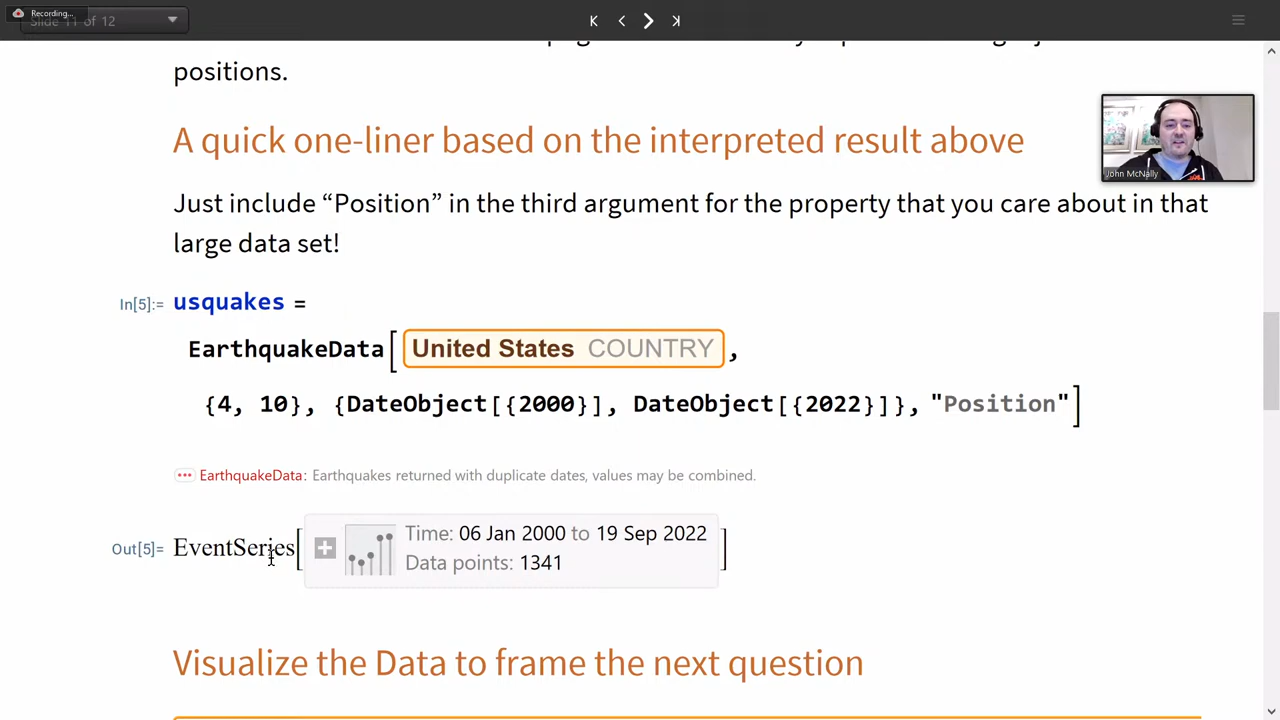 Recording...
Slide 11 of 12
positions.
A quick one-liner based on the interpreted result above
Just include “Position” in the third argument for the property that you care about in that
large data set!
John McNally
In[5]:= usquakes =
EarthquakeData[United States COUNTRY,
{4, 10}, {DateObject[{2000}], DateObject[{2022}]}, "Position"]
EarthquakeData: Earthquakes returned with duplicate dates, values may be combined.
Out[5]= EventSeries[ Time: 06 Jan 2000 to 19 Sep 2022
Data points: 1341 ]
Visualize the Data to frame the next question